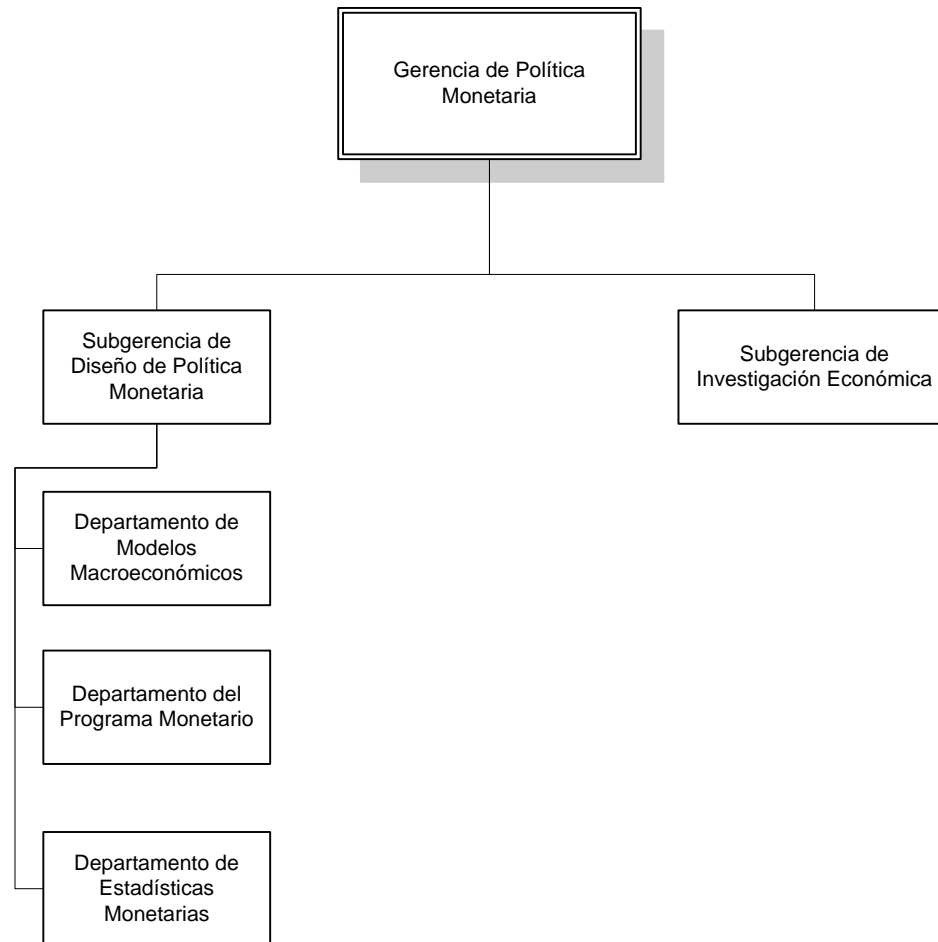 Gerencia de Política
Monetaria
Subgerencia de
Diseño de Política
Monetaria
Subgerencia de
Investigación Económica
Departamento de
Modelos
Macroeconómicos
Departamento del
Programa Monetario
Departamento de
Estadísticas
Monetarias